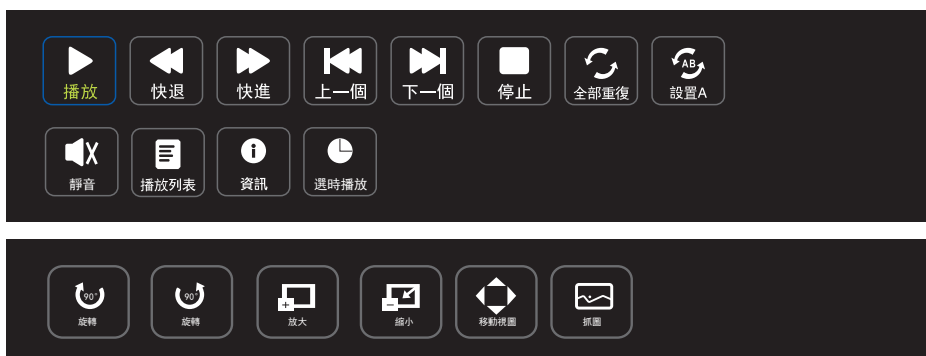 播放
快退
快進
上一個
下一個
停止
全部重復
AB
設置A
靜音
播放列表
資訊
選時播放
90°
旋轉
90°
旋轉
放大
縮小
移動視圖
抓圖